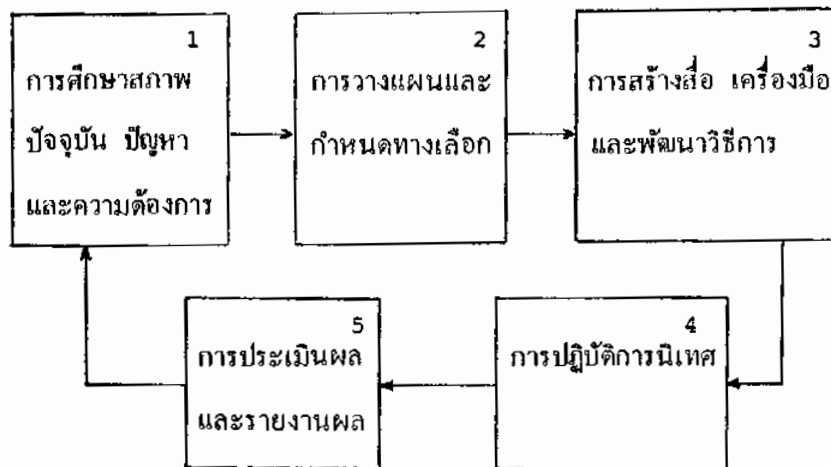 1
การศึกษาสภาพ
ปัจจุบัน ปัญหา
และความต้องการ
2
การวางแผนและ
กำหนดทางเลือก
3
การสร้างสื่อ เครื่องมือ
และพัฒนาวิธีการ
4
การปฏิบัติการนิเทศ
5
การประเมินผล
และรายงานผล